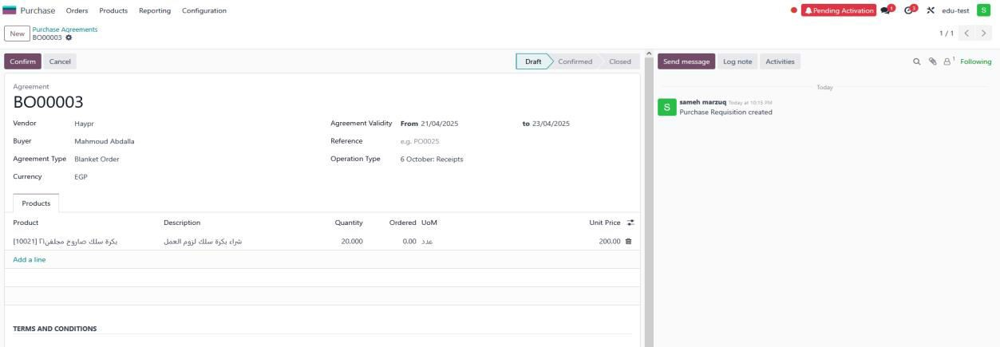 Purchase Orders Products Reporting Configuration
Pending Activation 1 3 edu-test S
New Purchase Agreements
BO00003
1 / 1
Confirm Cancel
Draft Confirmed Closed
Send message Log note Activities
1 Following
Agreement
BO00003
Vendor Haypr
Agreement Validity From 21/04/2025 to 23/04/2025
Buyer Mahmoud Abdalla
Reference e.g. PO0025
Agreement Type Blanket Order
Operation Type 6 October: Receipts
Currency EGP
Products
Product Description Quantity Ordered UoM Unit Price
[10021] بكرة سلك صاروخ مجلفن٢١ شراء بكرة سلك لزوم العمل 20.000 0.00 عدد 200.00
Add a line
TERMS AND CONDITIONS
Today
S
sameh marzuq Today at 10:15 PM
Purchase Requisition created